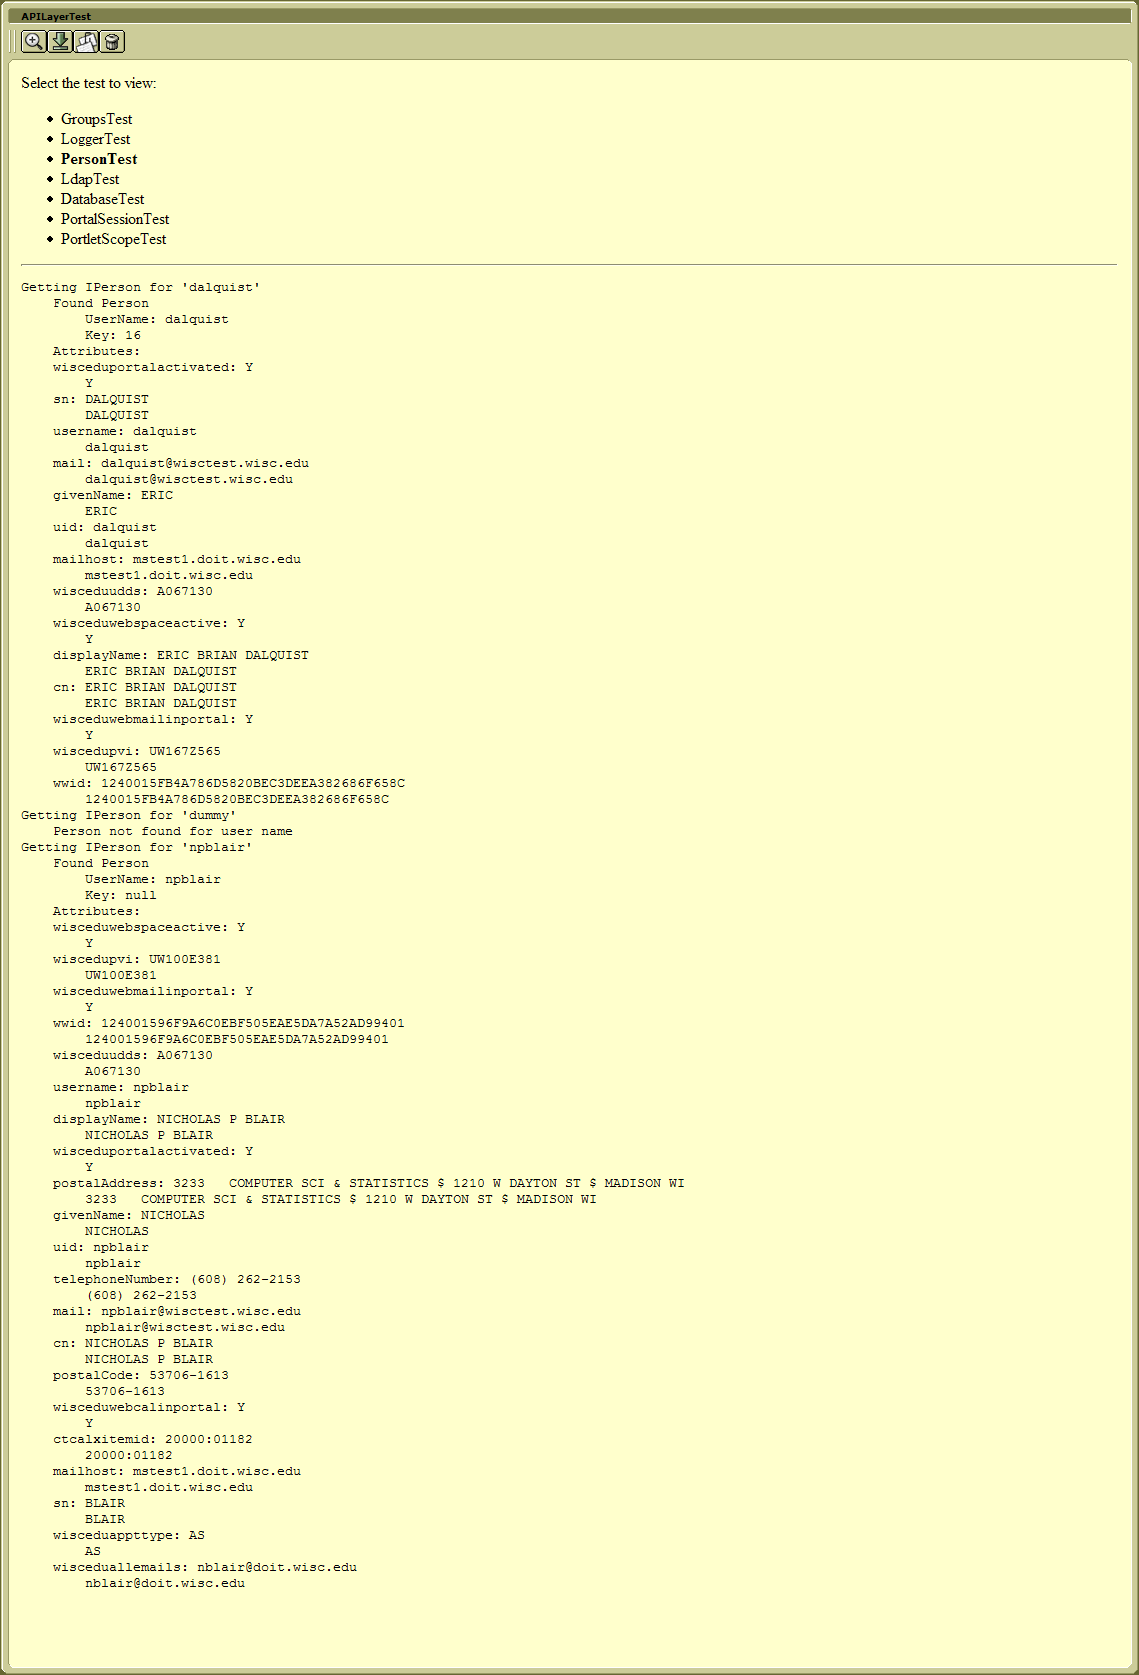 APILayerTest
Select the test to view:
GroupsTest
LoggerTest
PersonTest
LdapTest
DatabaseTest
PortalSessionTest
PortletScopeTest
Getting IPerson for 'dalquist'
Found Person
UserName: dalquist
Key: 16
Attributes:
wisceduportalactivated: Y
Y
sn: DALQUIST
DALQUIST
username: dalquist
dalquist
mail: dalquist@wisctest.wisc.edu
dalquist@wisctest.wisc.edu
givenName: ERIC
ERIC
uid: dalquist
dalquist
mailhost: mstest1.doit.wisc.edu
mstest1.doit.wisc.edu
wisceduudds: A067130
A067130
wisceduwebspaceactive: Y
Y
displayName: ERIC BRIAN DALQUIST
ERIC BRIAN DALQUIST
cn: ERIC BRIAN DALQUIST
ERIC BRIAN DALQUIST
wisceduwebmailinportal: Y
Y
wiscedupvi: UW167Z565
UW167Z565
wwid: 1240015FB4A786D5820BEC3DEEA382686F658C
1240015FB4A786D5820BEC3DEEA382686F658C
Getting IPerson for 'dummy'
Person not found for user name
Getting IPerson for 'npblair'
Found Person
UserName: npblair
Key: null
Attributes:
wisceduwebspaceactive: Y
Y
wiscedupvi: UW100E381
UW100E381
wisceduwebmailinportal: Y
Y
wwid: 124001596F9A6C0EBF505EAE5DA7A52AD99401
124001596F9A6C0EBF505EAE5DA7A52AD99401
wisceduudds: A067130
A067130
username: npblair
npblair
displayName: NICHOLAS P BLAIR
NICHOLAS P BLAIR
wisceduportalactivated: Y
Y
postalAddress: 3233   COMPUTER SCI & STATISTICS $ 1210 W DAYTON ST $ MADISON WI
3233   COMPUTER SCI & STATISTICS $ 1210 W DAYTON ST $ MADISON WI
givenName: NICHOLAS
NICHOLAS
uid: npblair
npblair
telephoneNumber: (608) 262-2153
(608) 262-2153
mail: npblair@wisctest.wisc.edu
npblair@wisctest.wisc.edu
cn: NICHOLAS P BLAIR
NICHOLAS P BLAIR
postalCode: 53706-1613
53706-1613
wisceduwebcalinportal: Y
Y
ctcalxitemid: 20000:01182
20000:01182
mailhost: mstest1.doit.wisc.edu
mstest1.doit.wisc.edu
sn: BLAIR
BLAIR
wisceduappttype: AS
AS
wisceduallemails: nblair@doit.wisc.edu
nblair@doit.wisc.edu